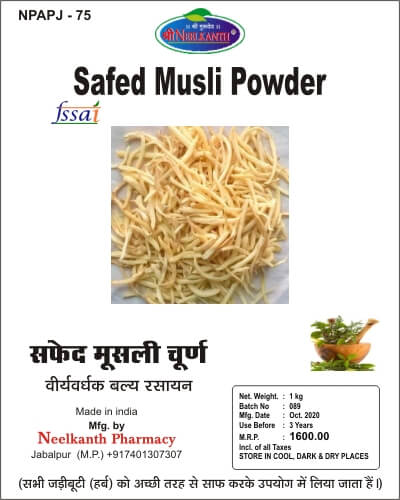 NPAPJ - 75
श्री NEELKANTH
TM
Safed Musli Powder
fssai
सफेद मूसली चूर्ण
वीर्यवर्धक बल्य रसायन
Made in india
Mfg. by
Neelkanth Pharmacy
Jabalpur (M.P.) +917401307307
Net. Weight. : 1 kg
Batch No : 089
Mfg. Date : Oct. 2020
Use Before : 3 Years
M.R.P. : 1600.00
Incl. of all Taxes
STORE IN COOL, DARK & DRY PLACES
(सभी जड़ीबूटी (हर्ब) को अच्छी तरह से साफ करके उपयोग में लिया जाता हैं।)